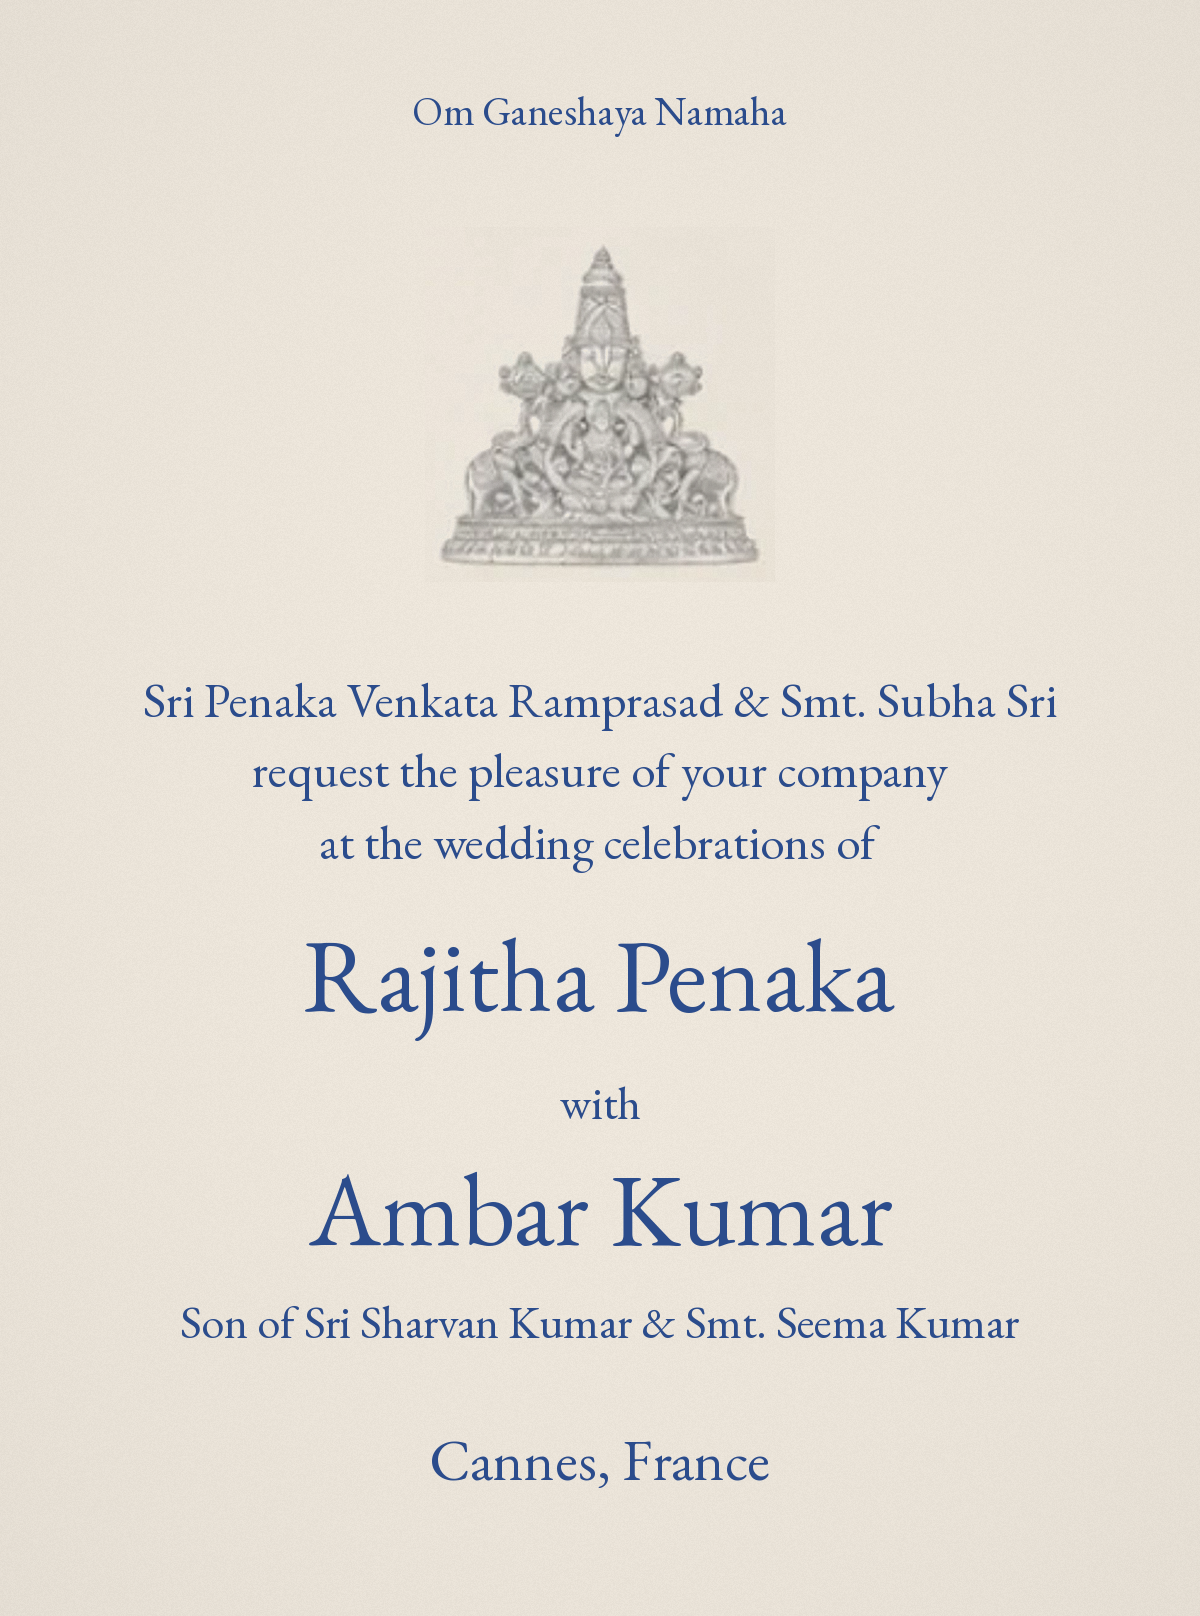 Om Ganeshaya Namaha
Sri Penaka Venkata Ramprasad & Smt. Subha Sri
request the pleasure of your company
at the wedding celebrations of
Rajitha Penaka
with
Ambar Kumar
Son of Sri Sharvan Kumar & Smt. Seema Kumar
Cannes, France